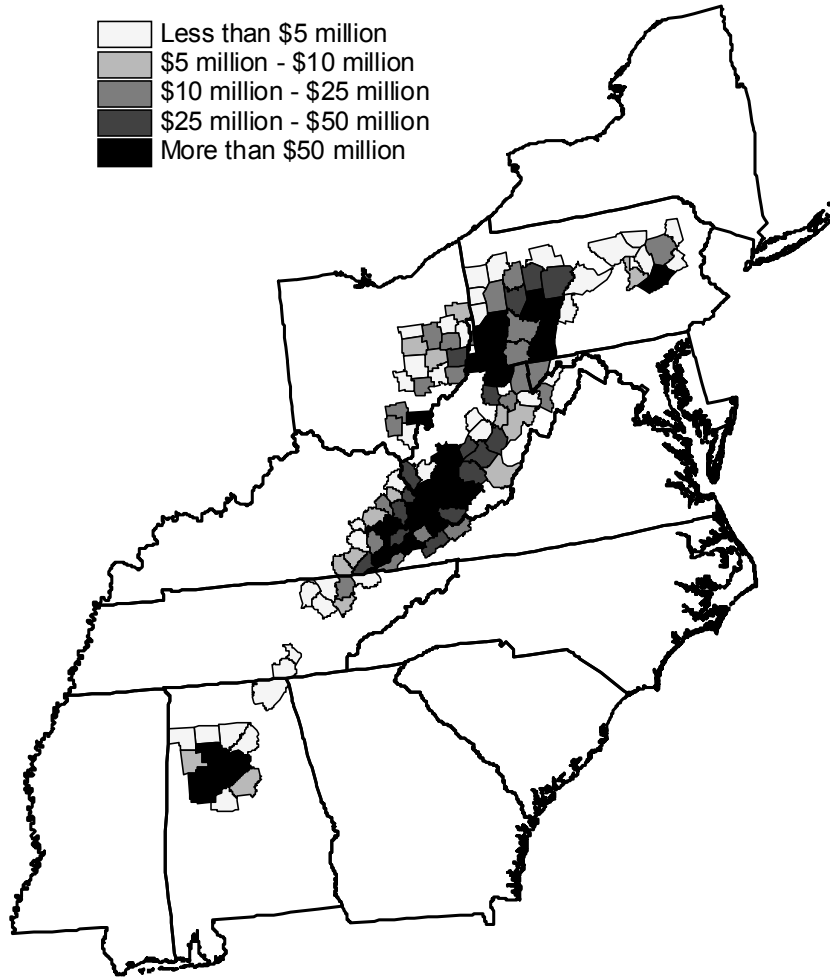 Less than $5 million
$5 million - $10 million
$10 million - $25 million
$25 million - $50 million
More than $50 million